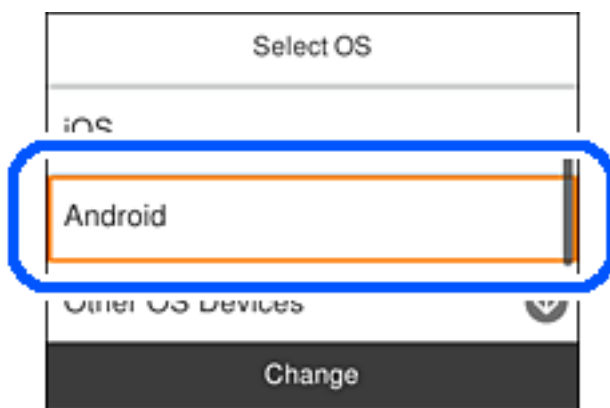 Select OS
iOS
Android
Other OS Devices
Change